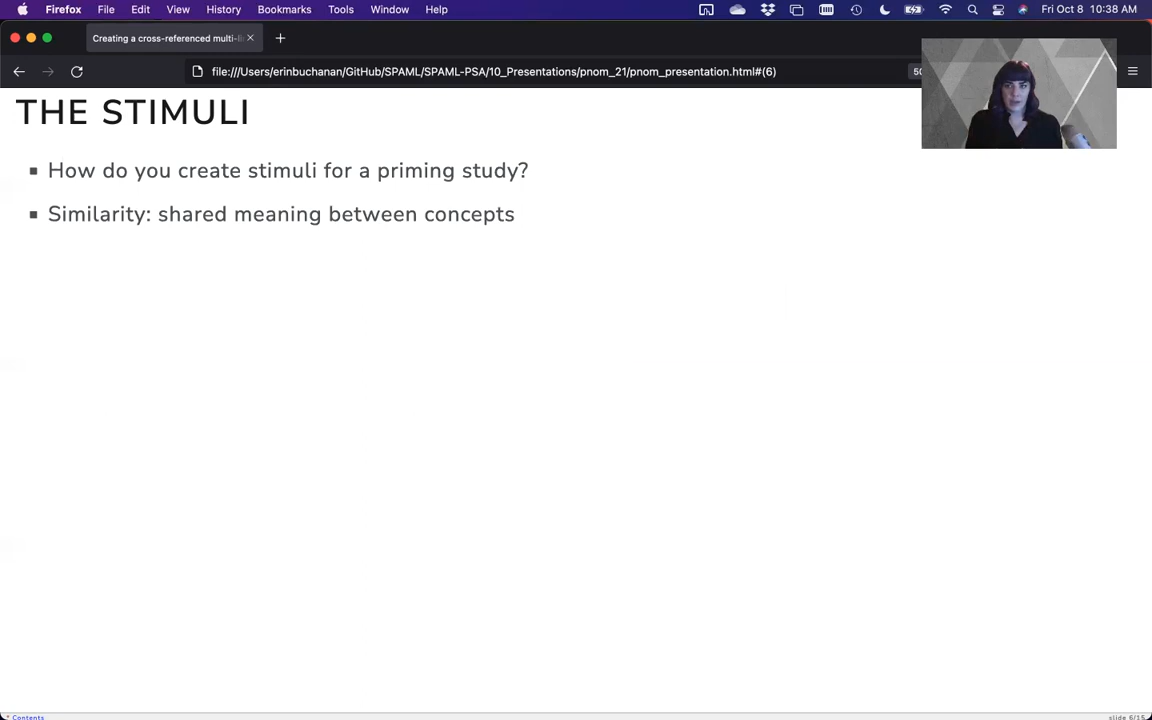 Firefox File Edit View History Bookmarks Tools Window Help Fri Oct 8 10:38 AM
Creating a cross-referenced multi-
file:///Users/erinbuchanan/GitHub/SPAML/SPAML-PSA/10_Presentations/pnom_21/pnom_presentation.html#(6)
THE STIMULI
▪ How do you create stimuli for a priming study?
▪ Similarity: shared meaning between concepts
Contents slide 6/15